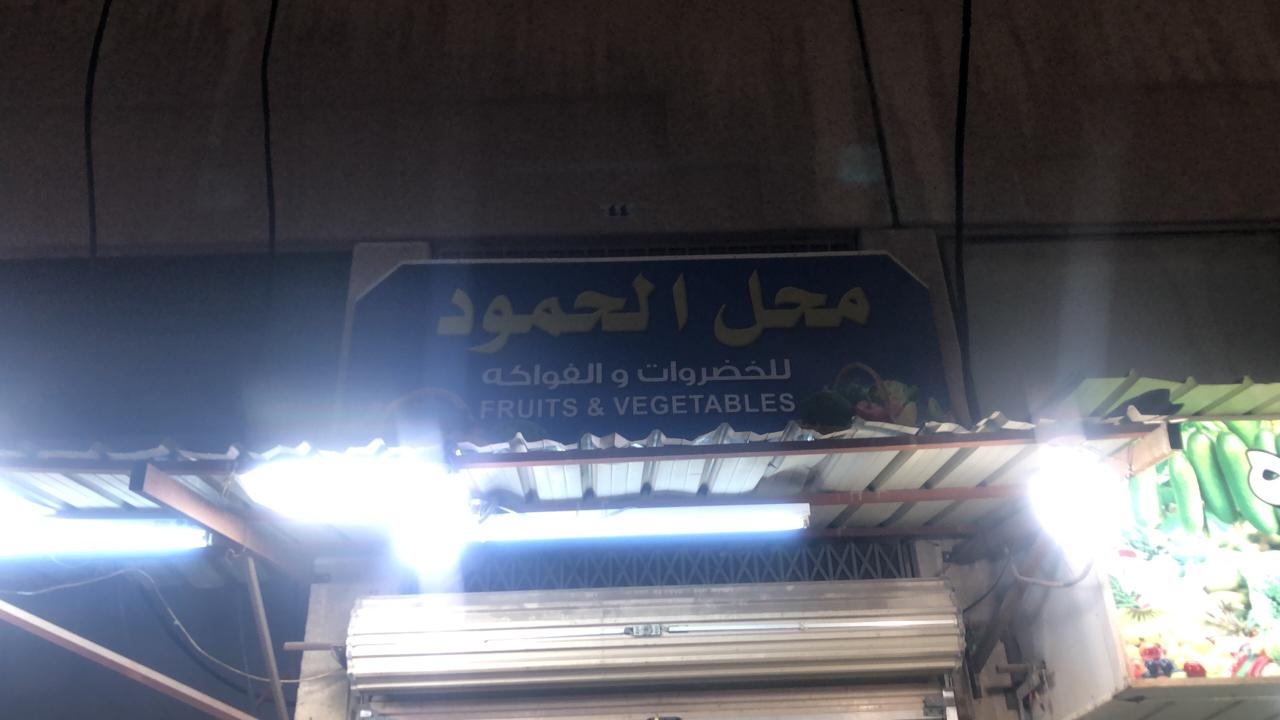 محل الحمود
للخضروات و الفواكه
FRUITS & VEGETABLES